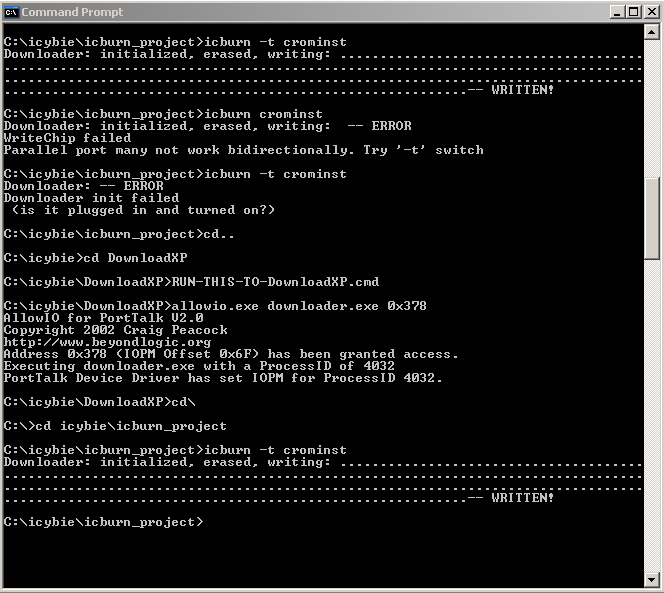 Command Prompt
C:\icybie\icburn_project>icburn -t crominst
Downloader: initialized, erased, writing: ......................................
................................................................................
................................................................................
..........................................................-- WRITTEN!
C:\icybie\icburn_project>icburn crominst
Downloader: initialized, erased, writing:  -- ERROR
WriteChip failed
Parallel port many not work bidirectionally. Try '-t' switch
C:\icybie\icburn_project>icburn -t crominst
Downloader: -- ERROR
Downloader init failed
 (is it plugged in and turned on?)
C:\icybie\icburn_project>cd..
C:\icybie>cd DownloadXP
C:\icybie\DownloadXP>RUN-THIS-TO-DownloadXP.cmd
C:\icybie\DownloadXP>allowio.exe downloader.exe 0x378
AllowIO for PortTalk V2.0
Copyright 2002 Craig Peacock
http://www.beyondlogic.org
Address 0x378 (IOPM Offset 0x6F) has been granted access.
Executing downloader.exe with a ProcessID of 4032
PortTalk Device Driver has set IOPM for ProcessID 4032.
C:\icybie\DownloadXP>cd\
C:\>cd icybie\icburn_project
C:\icybie\icburn_project>icburn -t crominst
Downloader: initialized, erased, writing: ......................................
................................................................................
................................................................................
..........................................................-- WRITTEN!
C:\icybie\icburn_project>